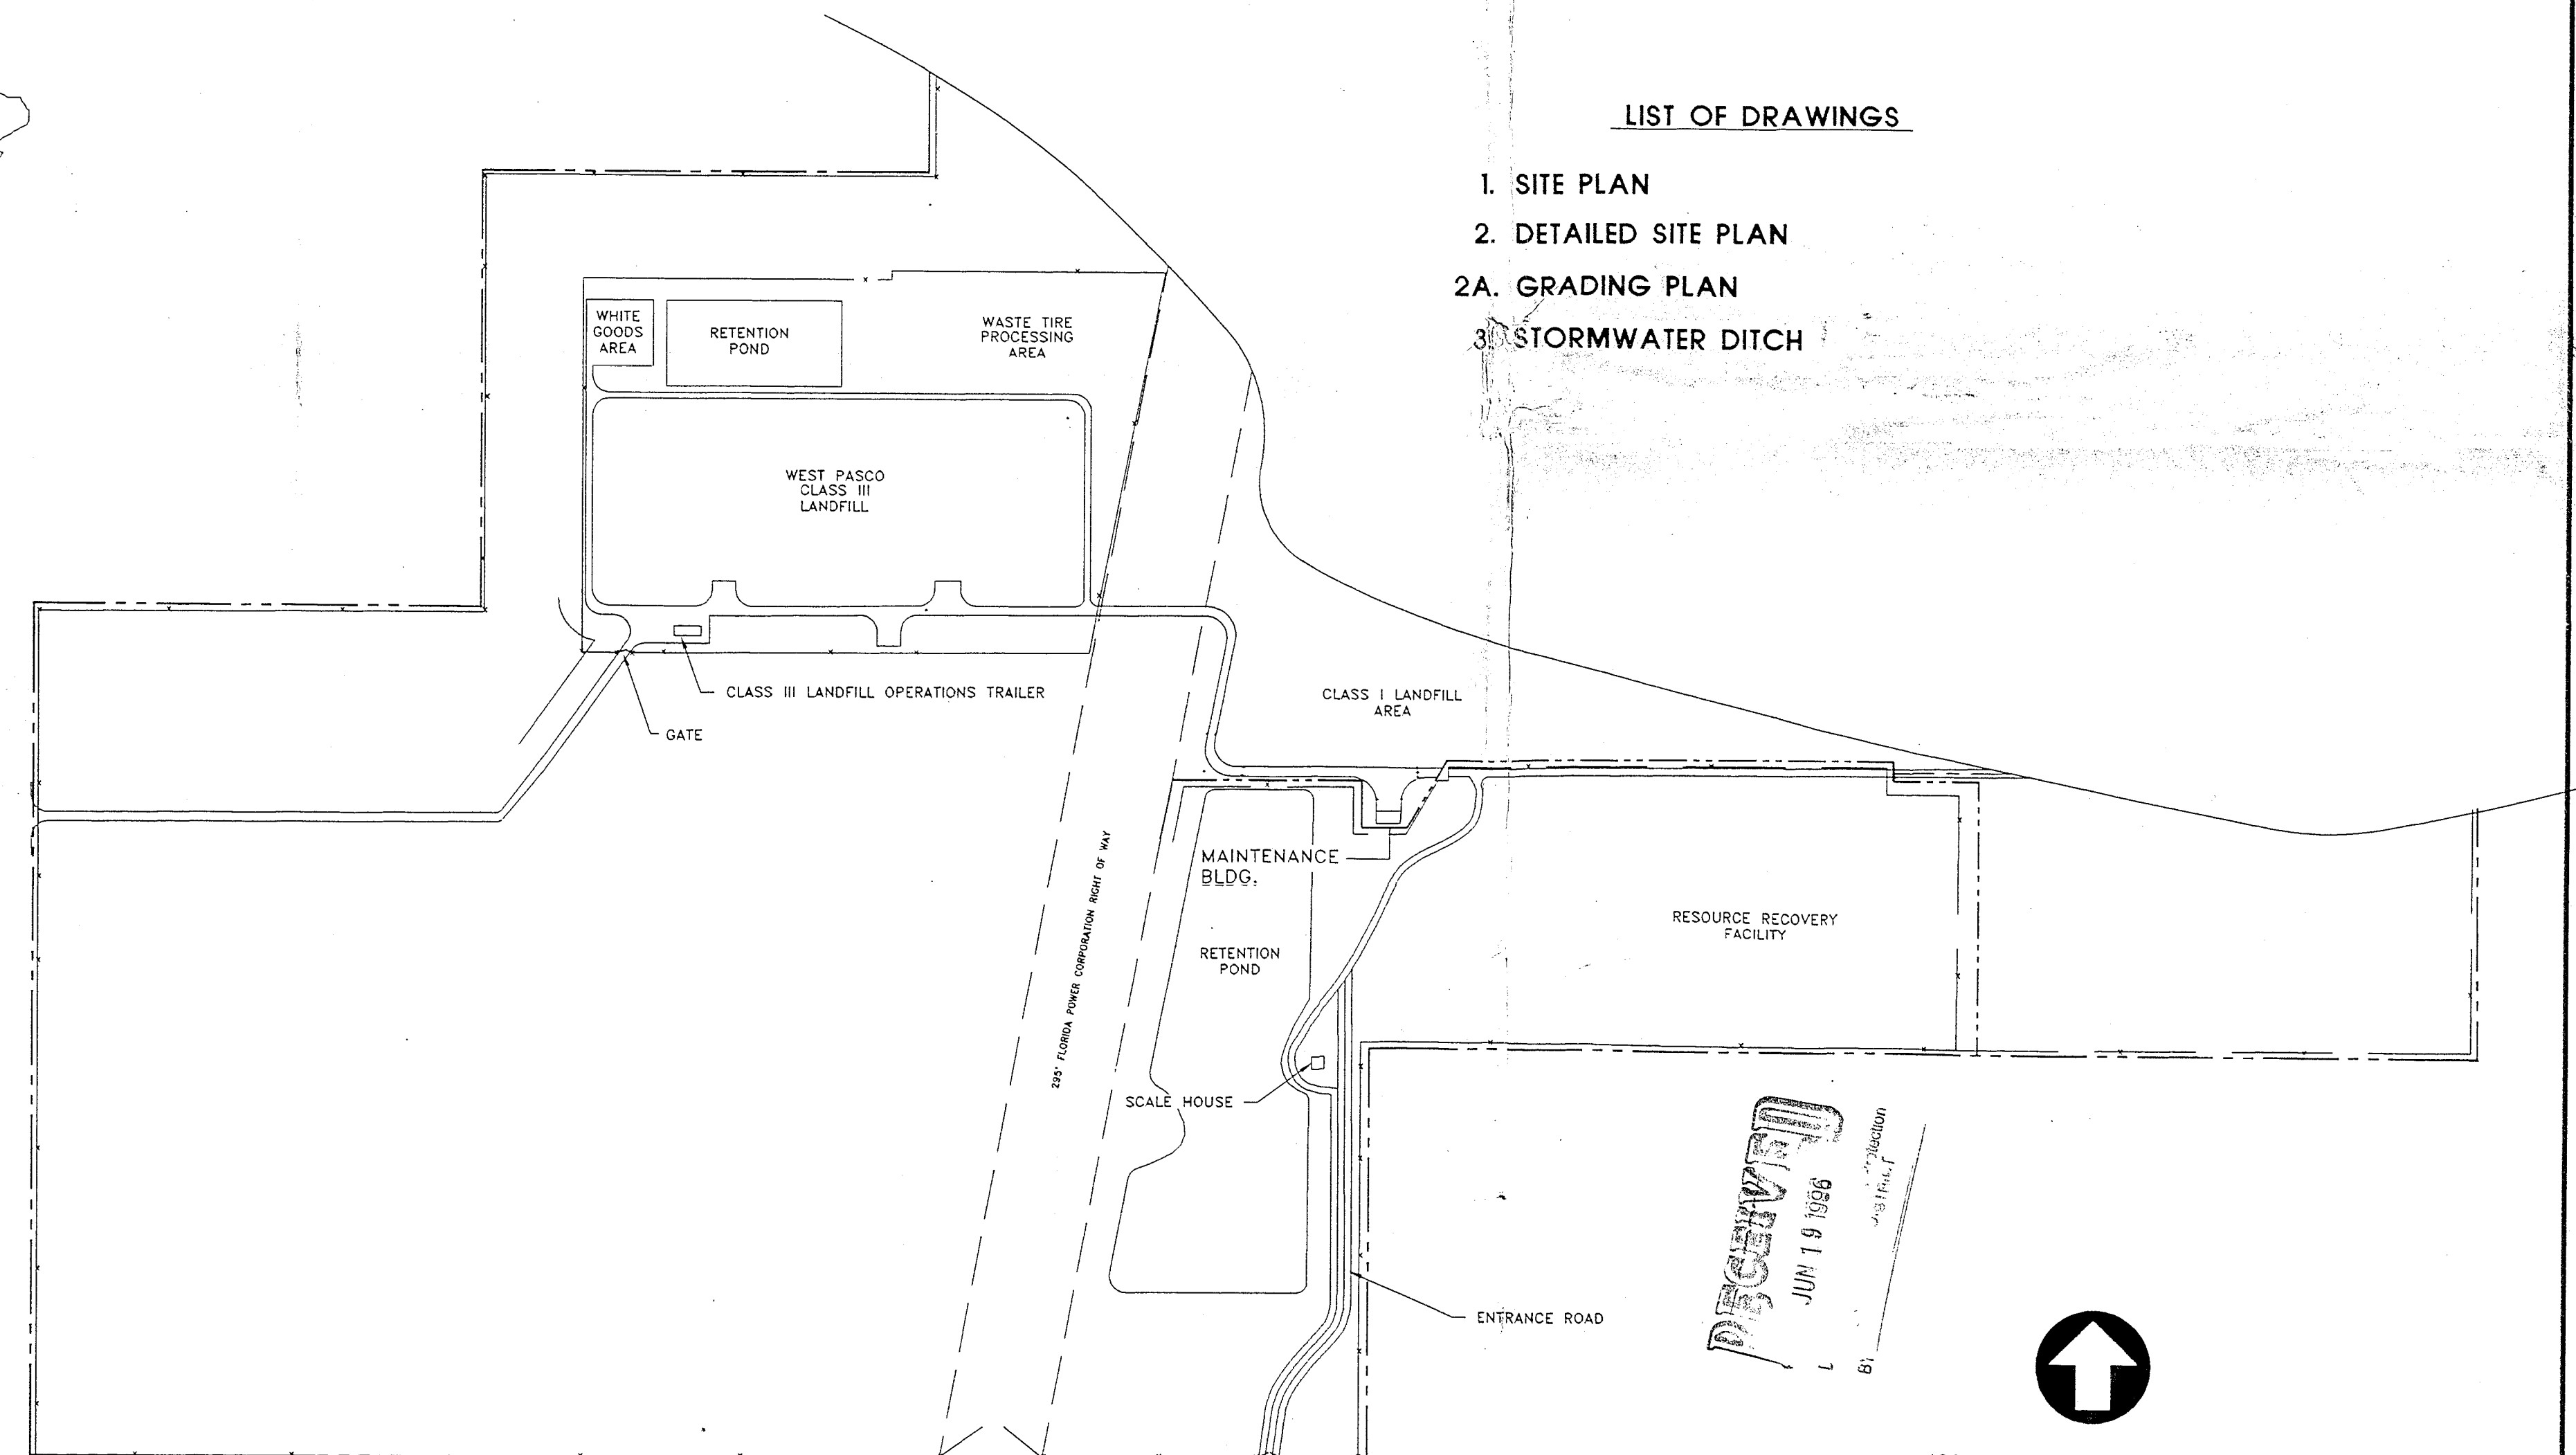 LIST OF DRAWINGS
1. SITE PLAN
2. DETAILED SITE PLAN
2A. GRADING PLAN
3. STORMWATER DITCH
WHITE
GOODS
AREA
RETENTION
POND
WASTE TIRE
PROCESSING
AREA
WEST PASCO
CLASS III
LANDFILL
CLASS III LANDFILL OPERATIONS TRAILER
GATE
CLASS I LANDFILL
AREA
MAINTENANCE
BLDG.
RETENTION
POND
295' FLORIDA POWER CORPORATION RIGHT OF WAY
RESOURCE RECOVERY
FACILITY
SCALE HOUSE
ENTRANCE ROAD
RECEIVED
JUN 19 1996
BY